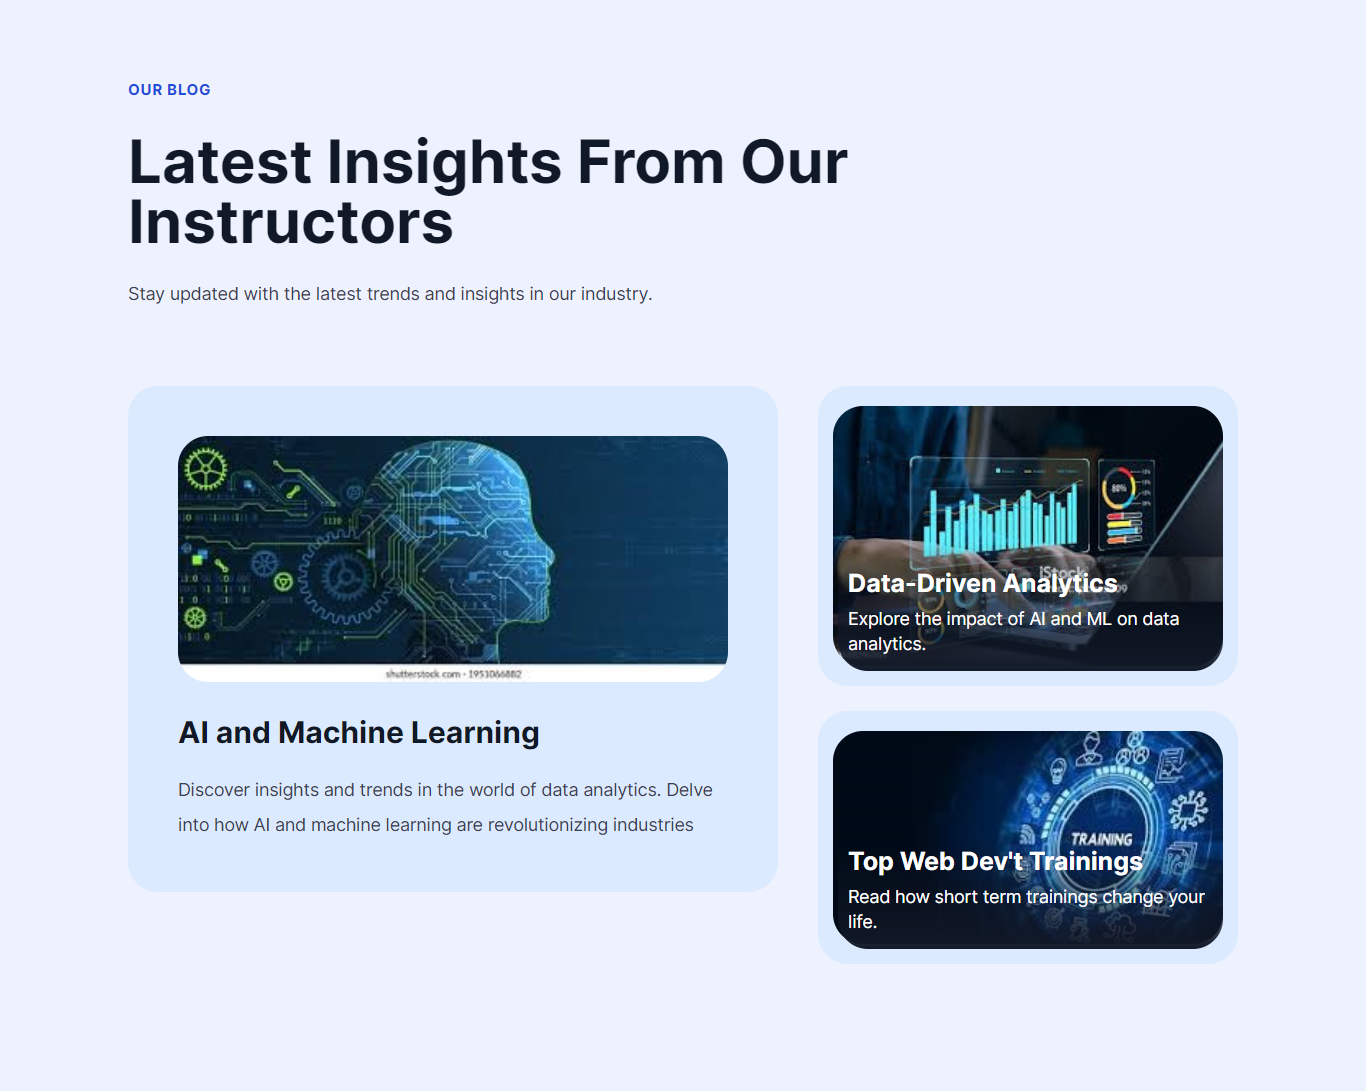 OUR BLOG
Latest Insights From Our
Instructors
Stay updated with the latest trends and insights in our industry.
1110
shutterstock.com · 1953066882
AI and Machine Learning
Discover insights and trends in the world of data analytics. Delve
into how AI and machine learning are revolutionizing industries
80%
iStock
Data-Driven Analytics
Explore the impact of AI and ML on data
analytics.
TRAINING
Top Web Dev't Trainings
Read how short term trainings change your
life.